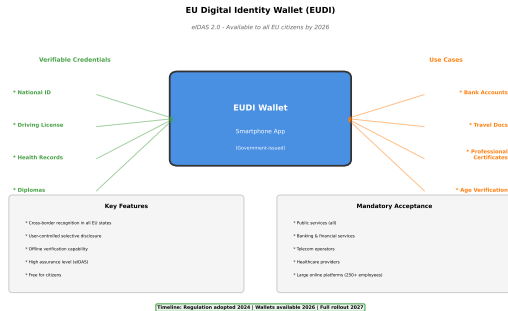 EU Digital Identity Wallet (EUDI)
eIDAS 2.0 - Available to all EU citizens by 2026
Verifiable Credentials
Use Cases
* National ID
* Driving License
* Health Records
* Diplomas
EUDI Wallet
Smartphone App
(Government-issued)
* Bank Accounts
* Travel Docs
* Professional
Certificates
* Age Verification
Key Features
* Cross-border recognition in all EU states
* User-controlled selective disclosure
* Offline verification capability
* High assurance level (eIDAS)
* Free for citizens
Mandatory Acceptance
* Public services (all)
* Banking & financial services
* Telecom operators
* Healthcare providers
* Large online platforms (250+ employees)
Timeline: Regulation adopted 2024 | Wallets available 2026 | Full rollout 2027